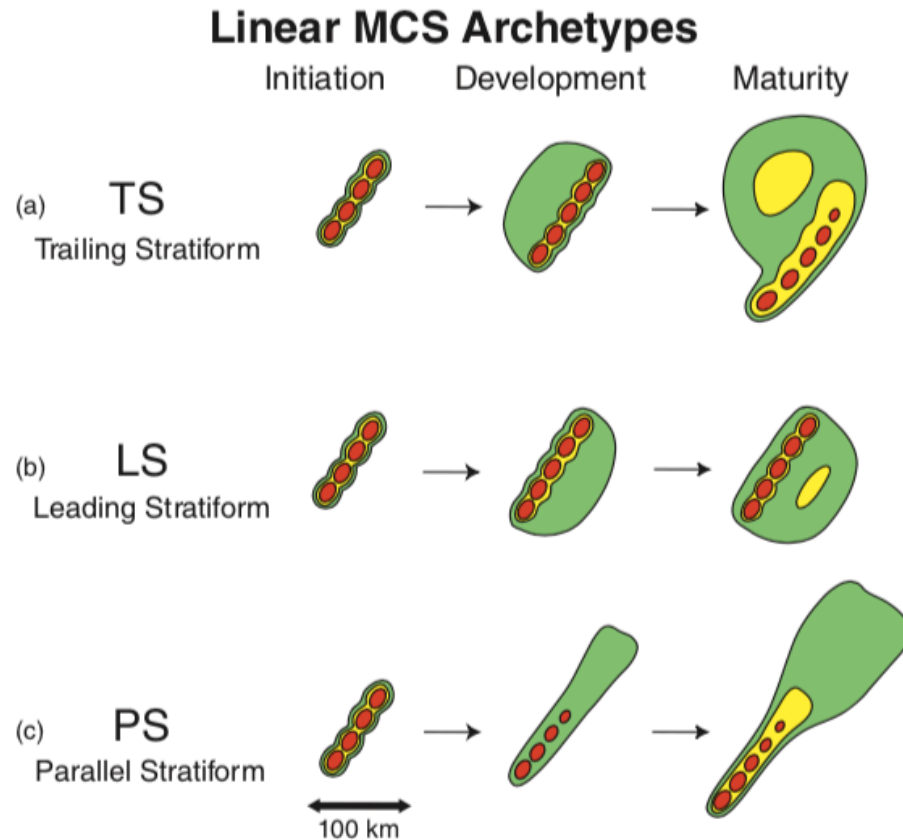 Linear MCS Archetypes
Initiation Development Maturity
(a) TS
Trailing Stratiform
(b) LS
Leading Stratiform
(c) PS
Parallel Stratiform
100 km